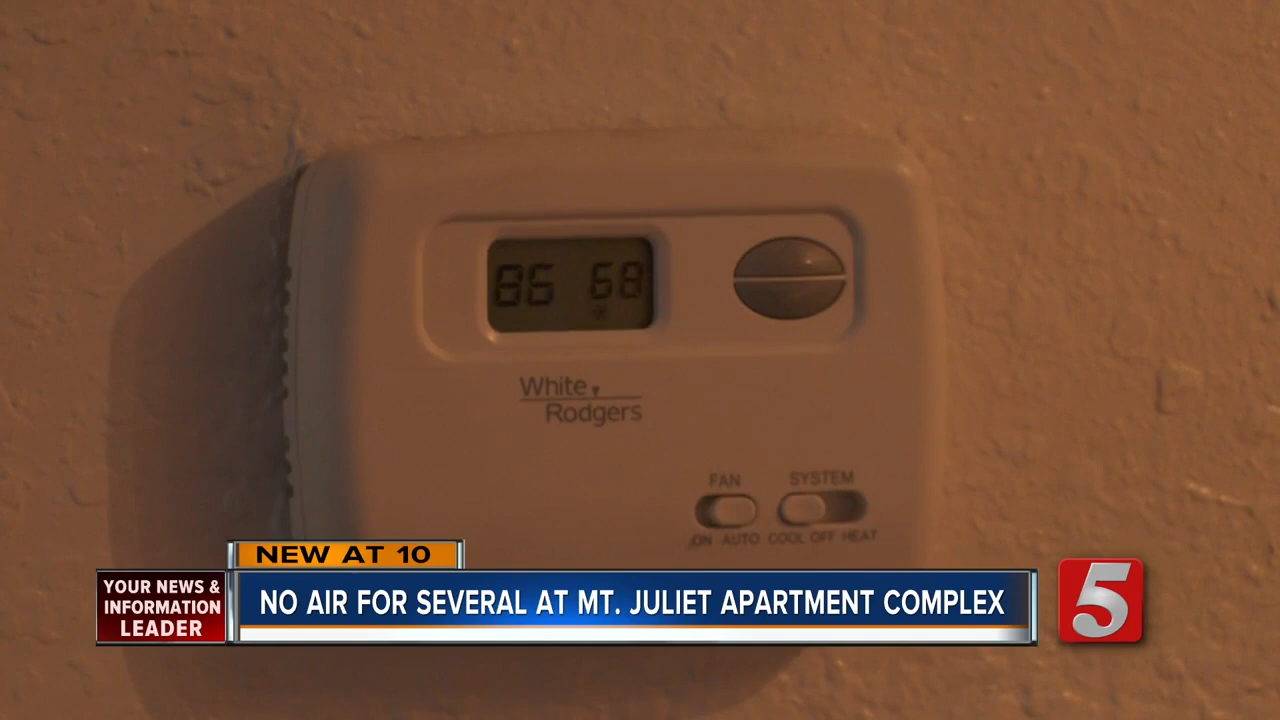 86 68
White
Rodgers
FAN SYSTEM
ON AUTO COOL OFF HEAT
NEW AT 10
YOUR NEWS &
INFORMATION
LEADER
NO AIR FOR SEVERAL AT MT. JULIET APARTMENT COMPLEX
5